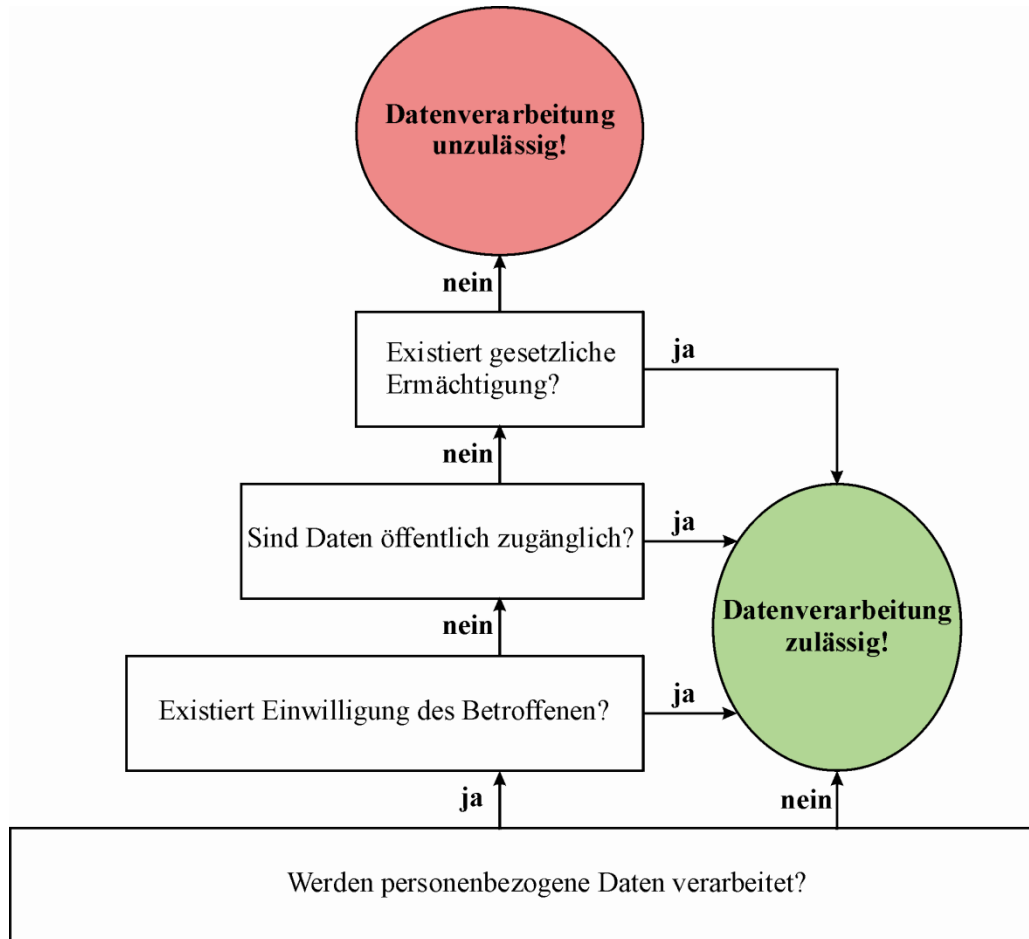 Datenverarbeitung
unzulässig!
nein
Existiert gesetzliche
Ermächtigung?
ja
nein
Sind Daten öffentlich zugänglich?
ja
Datenverarbeitung
zulässig!
nein
Existiert Einwilligung des Betroffenen?
ja
ja
nein
Werden personenbezogene Daten verarbeitet?